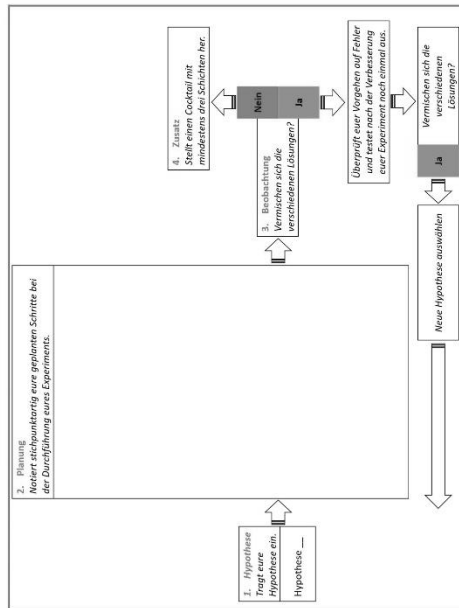 1. Hypothese
Tragt eure
Hypothese ein.
Hypothese __
2. Planung
Notiert stichpunktartig eure geplanten Schritte bei
der Durchführung eures Experiments.
3. Beobachtung
Vermischen sich die
verschiedenen Lösungen?
Nein
Ja
4. Zusatz
Stellt einen Cocktail mit
mindestens drei Schichten her.
Überprüft euer Vorgehen auf Fehler
und testet nach der Verbesserung
euer Experiment noch einmal aus.
Vermischen sich die
verschiedenen
Lösungen?
Ja
Neue Hypothese auswählen